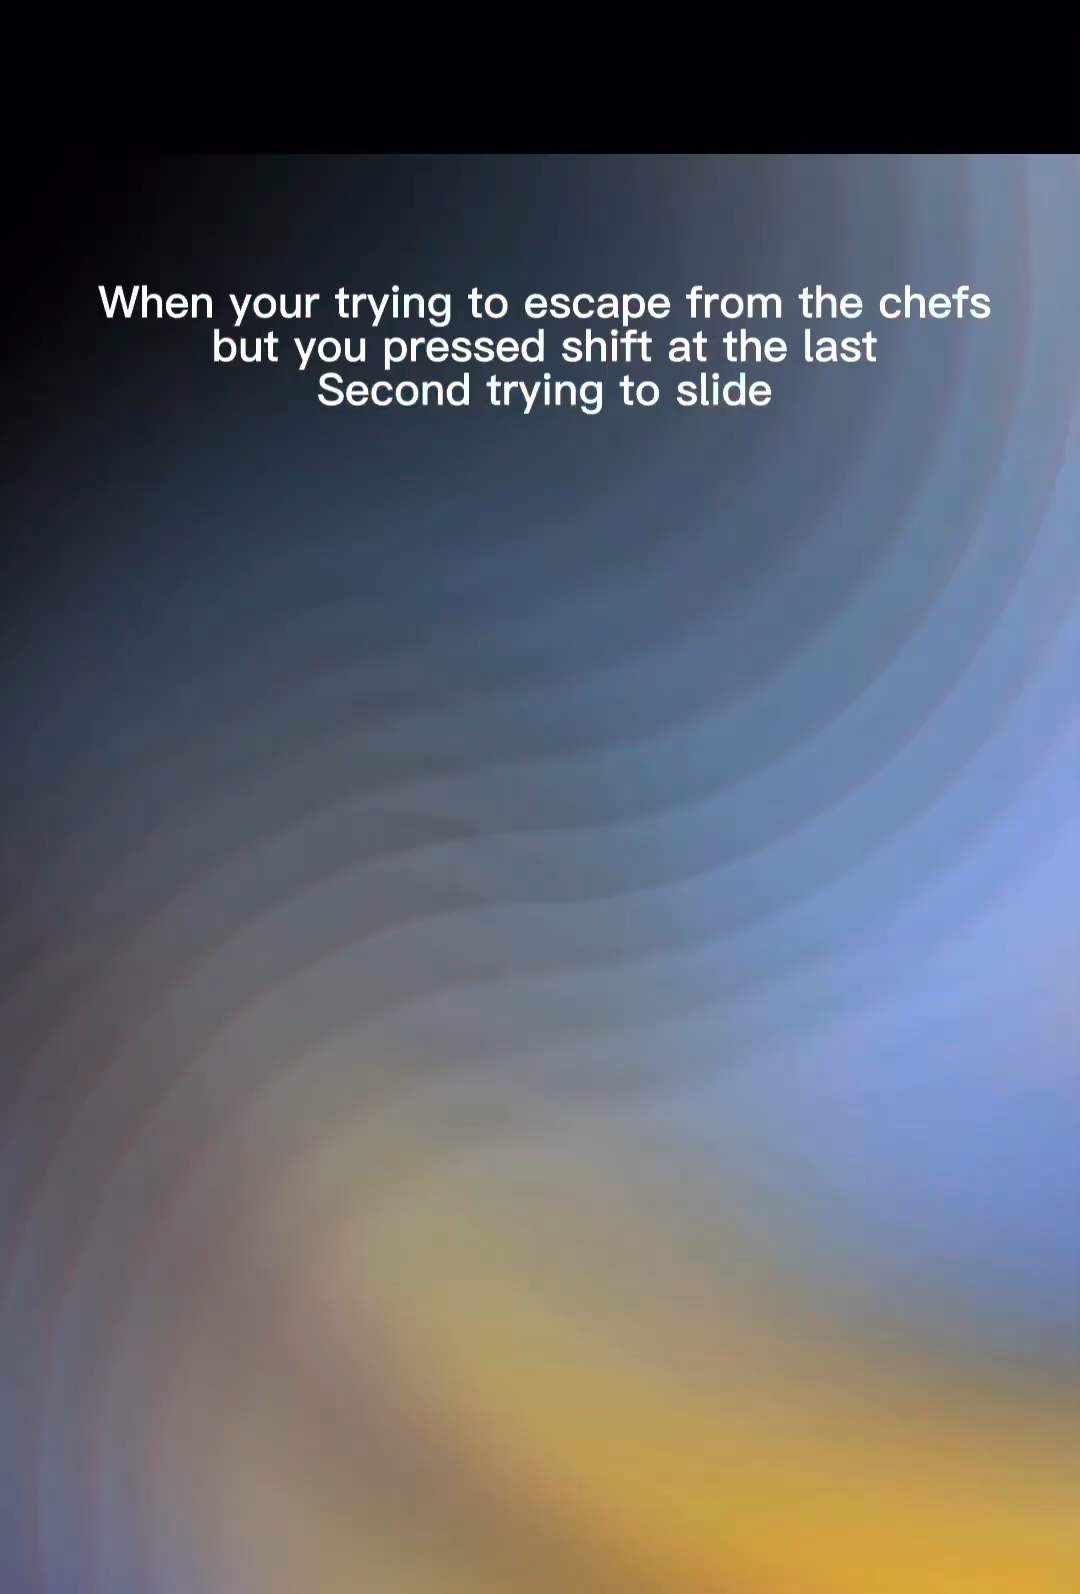 When your trying to escape from the chefs
but you pressed shift at the last
Second trying to slide